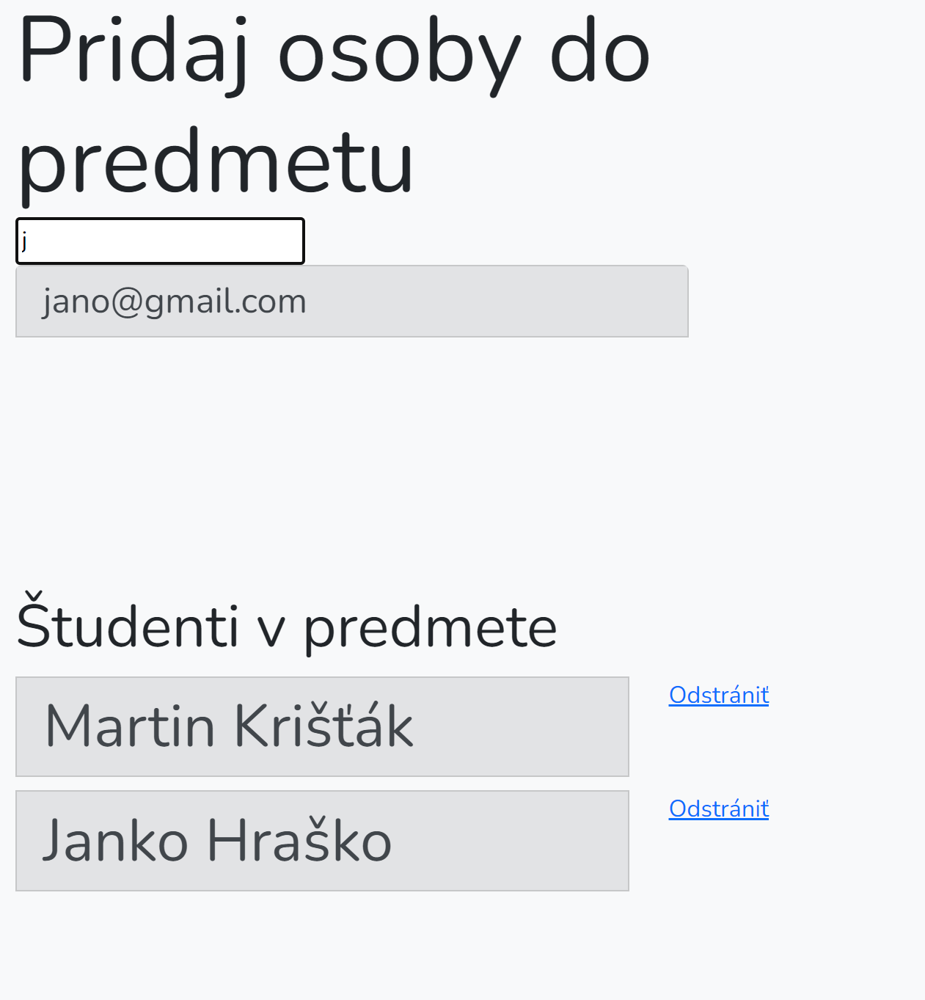 Pridaj osoby do
predmetu
j
jano@gmail.com
Študenti v predmete
Martin Krišťák
Odstrániť
Janko Hraško
Odstrániť